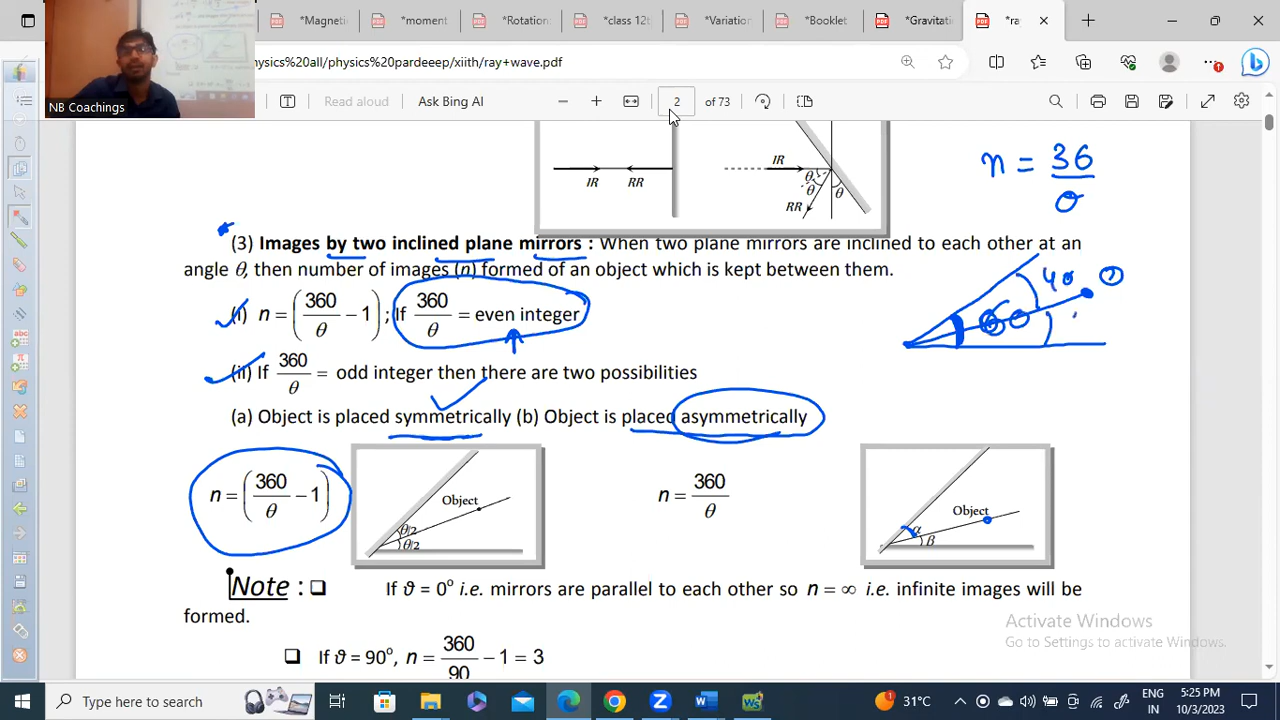 *Magneti
*moment
*Rotation
*class 12t
*Variation
*Booklet
*Gravitati
*ra
NB Coachings
hysics%20all/physics%20pardeeep/xiith/ray+wave.pdf
Read aloud
Ask Bing AI
2
of 73
IR
RR
IR
θ
θ
θ
RR
n = 36/θ
(3) Images by two inclined plane mirrors : When two plane mirrors are inclined to each other at an
angle θ, then number of images (n) formed of an object which is kept between them.
(i) n = (360/θ − 1) ; If 360/θ = even integer
(ii) If 360/θ = odd integer then there are two possibilities
(a) Object is placed symmetrically (b) Object is placed asymmetrically
n = (360/θ − 1)
Object
θ/2
θ/2
n = 360/θ
Object
α
β
Note : ❑ If ϑ = 0° i.e. mirrors are parallel to each other so n = ∞ i.e. infinite images will be
formed.
❑ If ϑ = 90°, n = 360/90 − 1 = 3
Activate Windows
Go to Settings to activate Windows.
Type here to search
31°C
ENG
IN
5:25 PM
10/3/2023